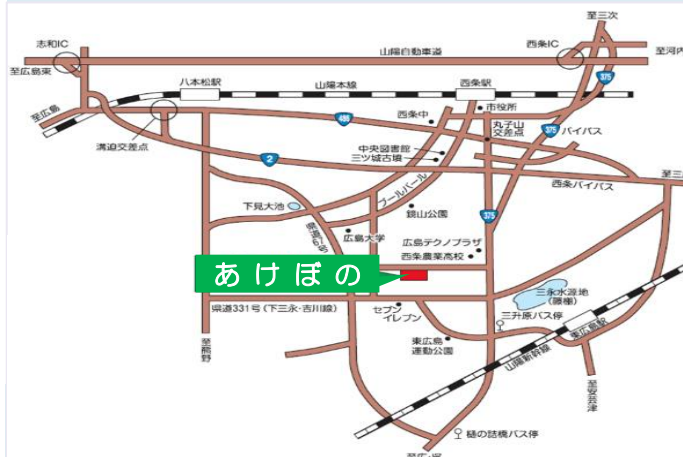 至三次
志和IC
山陽自動車道
西条IC
至河内
至広島東
375
八本松駅
山陽本線
西条駅
至広島
市役所
486
西条中
丸子山
交差点
375
バイパス
溝迫交差点
中央図書館
三ツ城古墳
2
西条バイパス
至三
ブールバール
下見大池
鏡山公園
375
広島大学
広島テクノプラザ
西条農業高校
あけぼの
三永水源地
(藤棚)
県道331号(下三永・吉川線)
セブン
イレブン
三升原バス停
東広島駅
東広島
運動公園
山陽新幹線
至熊野
至安芸津
樋の詰橋バス停